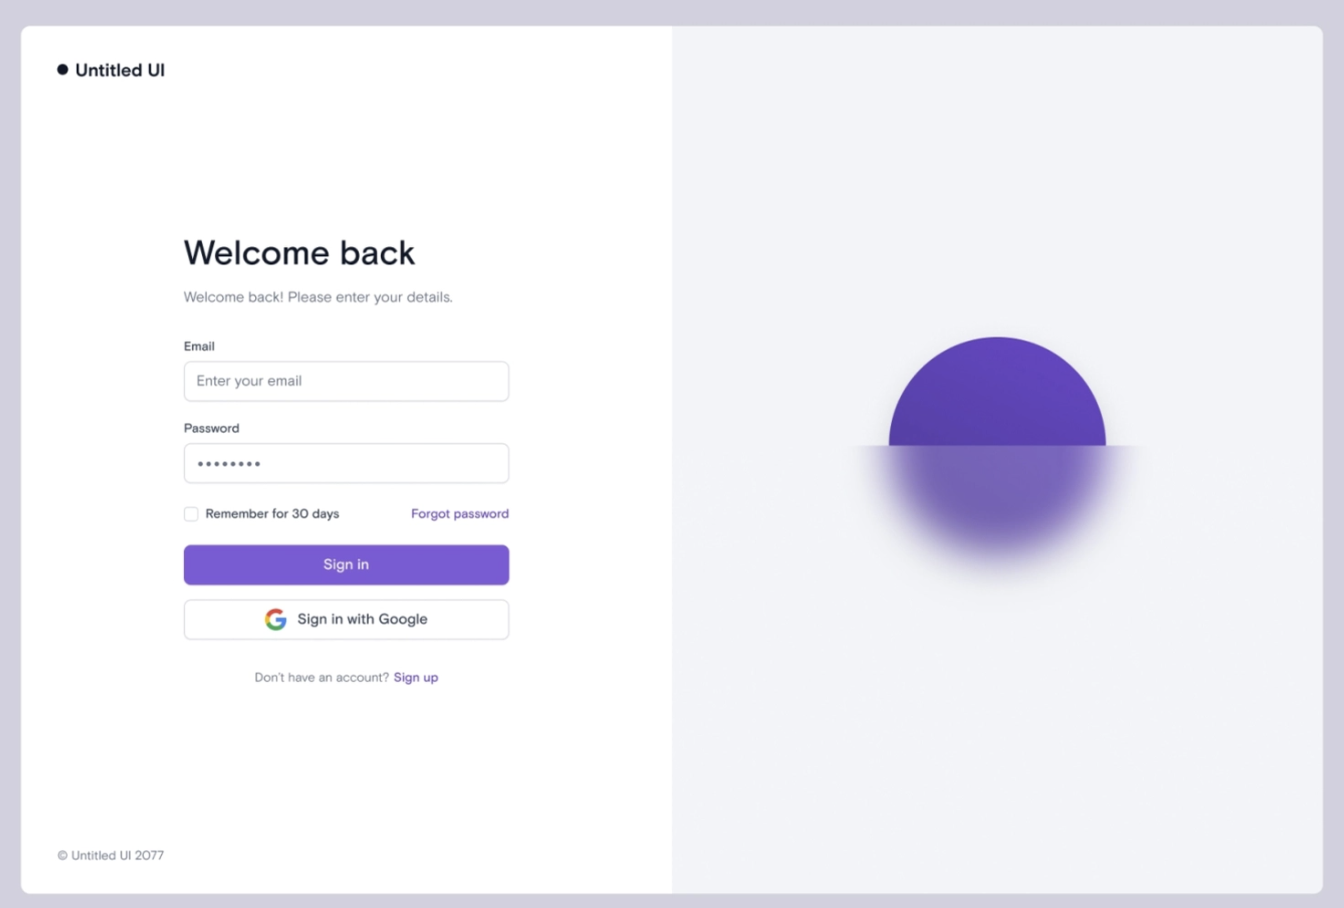 Untitled UI
Welcome back
Welcome back! Please enter your details.
Email
Enter your email
Password
••••••••
Remember for 30 days
Forgot password
Sign in
Sign in with Google
Don't have an account? Sign up
© Untitled UI 2077